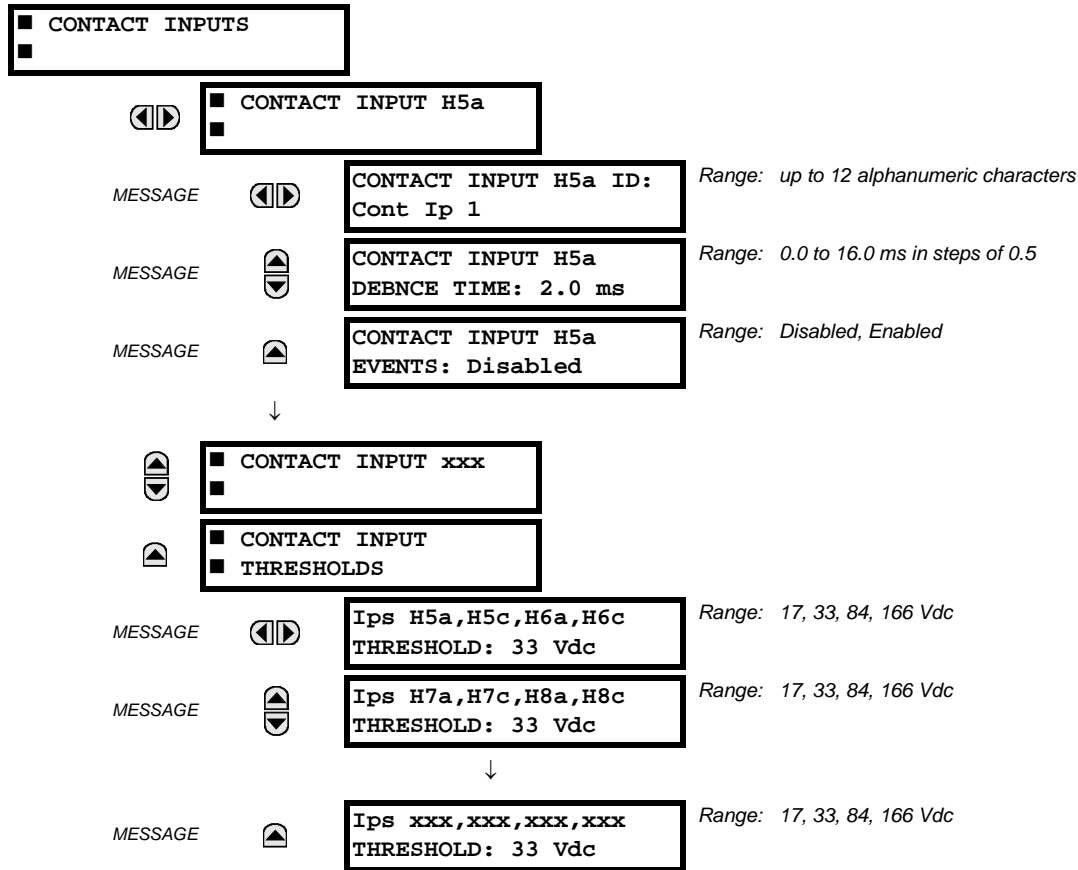 ■ CONTACT INPUTS
■
■ CONTACT INPUT H5a
■
MESSAGE
CONTACT INPUT H5a ID:
Cont Ip 1
Range: up to 12 alphanumeric characters
MESSAGE
CONTACT INPUT H5a
DEBNCE TIME: 2.0 ms
Range: 0.0 to 16.0 ms in steps of 0.5
MESSAGE
CONTACT INPUT H5a
EVENTS: Disabled
Range: Disabled, Enabled
↓
■ CONTACT INPUT xxx
■
■ CONTACT INPUT
■ THRESHOLDS
MESSAGE
Ips H5a,H5c,H6a,H6c
THRESHOLD: 33 Vdc
Range: 17, 33, 84, 166 Vdc
MESSAGE
Ips H7a,H7c,H8a,H8c
THRESHOLD: 33 Vdc
Range: 17, 33, 84, 166 Vdc
↓
MESSAGE
Ips xxx,xxx,xxx,xxx
THRESHOLD: 33 Vdc
Range: 17, 33, 84, 166 Vdc